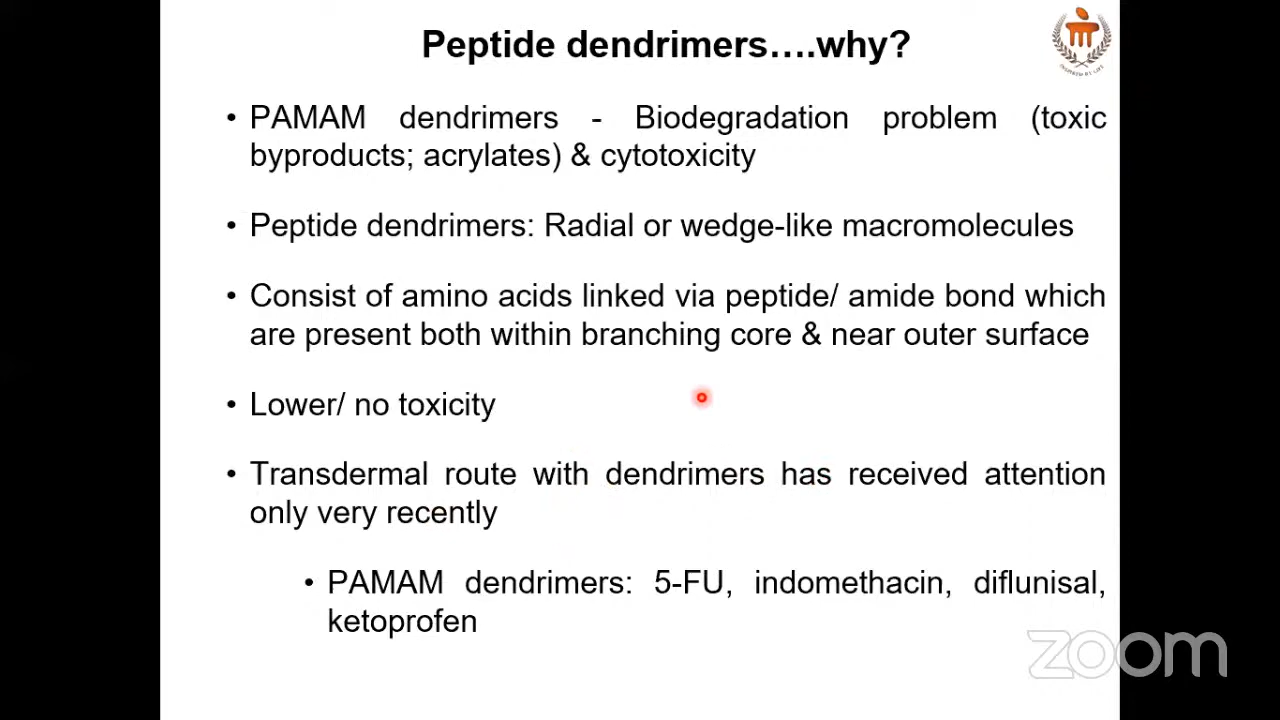 Peptide dendrimers….why?
• PAMAM dendrimers - Biodegradation problem (toxic
byproducts; acrylates) & cytotoxicity
• Peptide dendrimers: Radial or wedge-like macromolecules
• Consist of amino acids linked via peptide/ amide bond which
are present both within branching core & near outer surface
• Lower/ no toxicity
• Transdermal route with dendrimers has received attention
only very recently
• PAMAM dendrimers: 5-FU, indomethacin, diflunisal,
ketoprofen
zoom